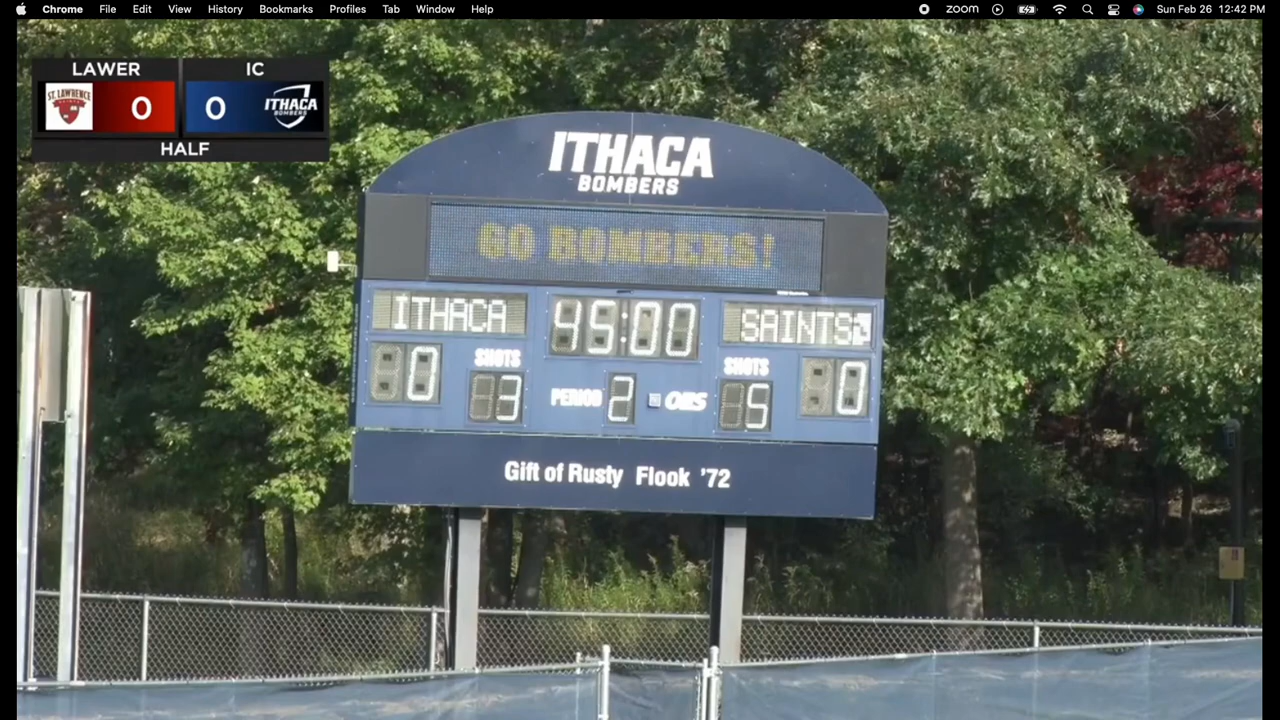 Chrome File Edit View History Bookmarks Profiles Tab Window Help zoom Sun Feb 26 12:42 PM
LAWER IC
ST. LAWRENCE SAINTS 0 0 ITHACA BOMBERS
HALF
ITHACA
BOMBERS
GO BOMBERS!
ITHACA 45:00 SAINTS
SHOTS SHOTS
0 3 PERIOD 2 5 0
Gift of Rusty Flook '72